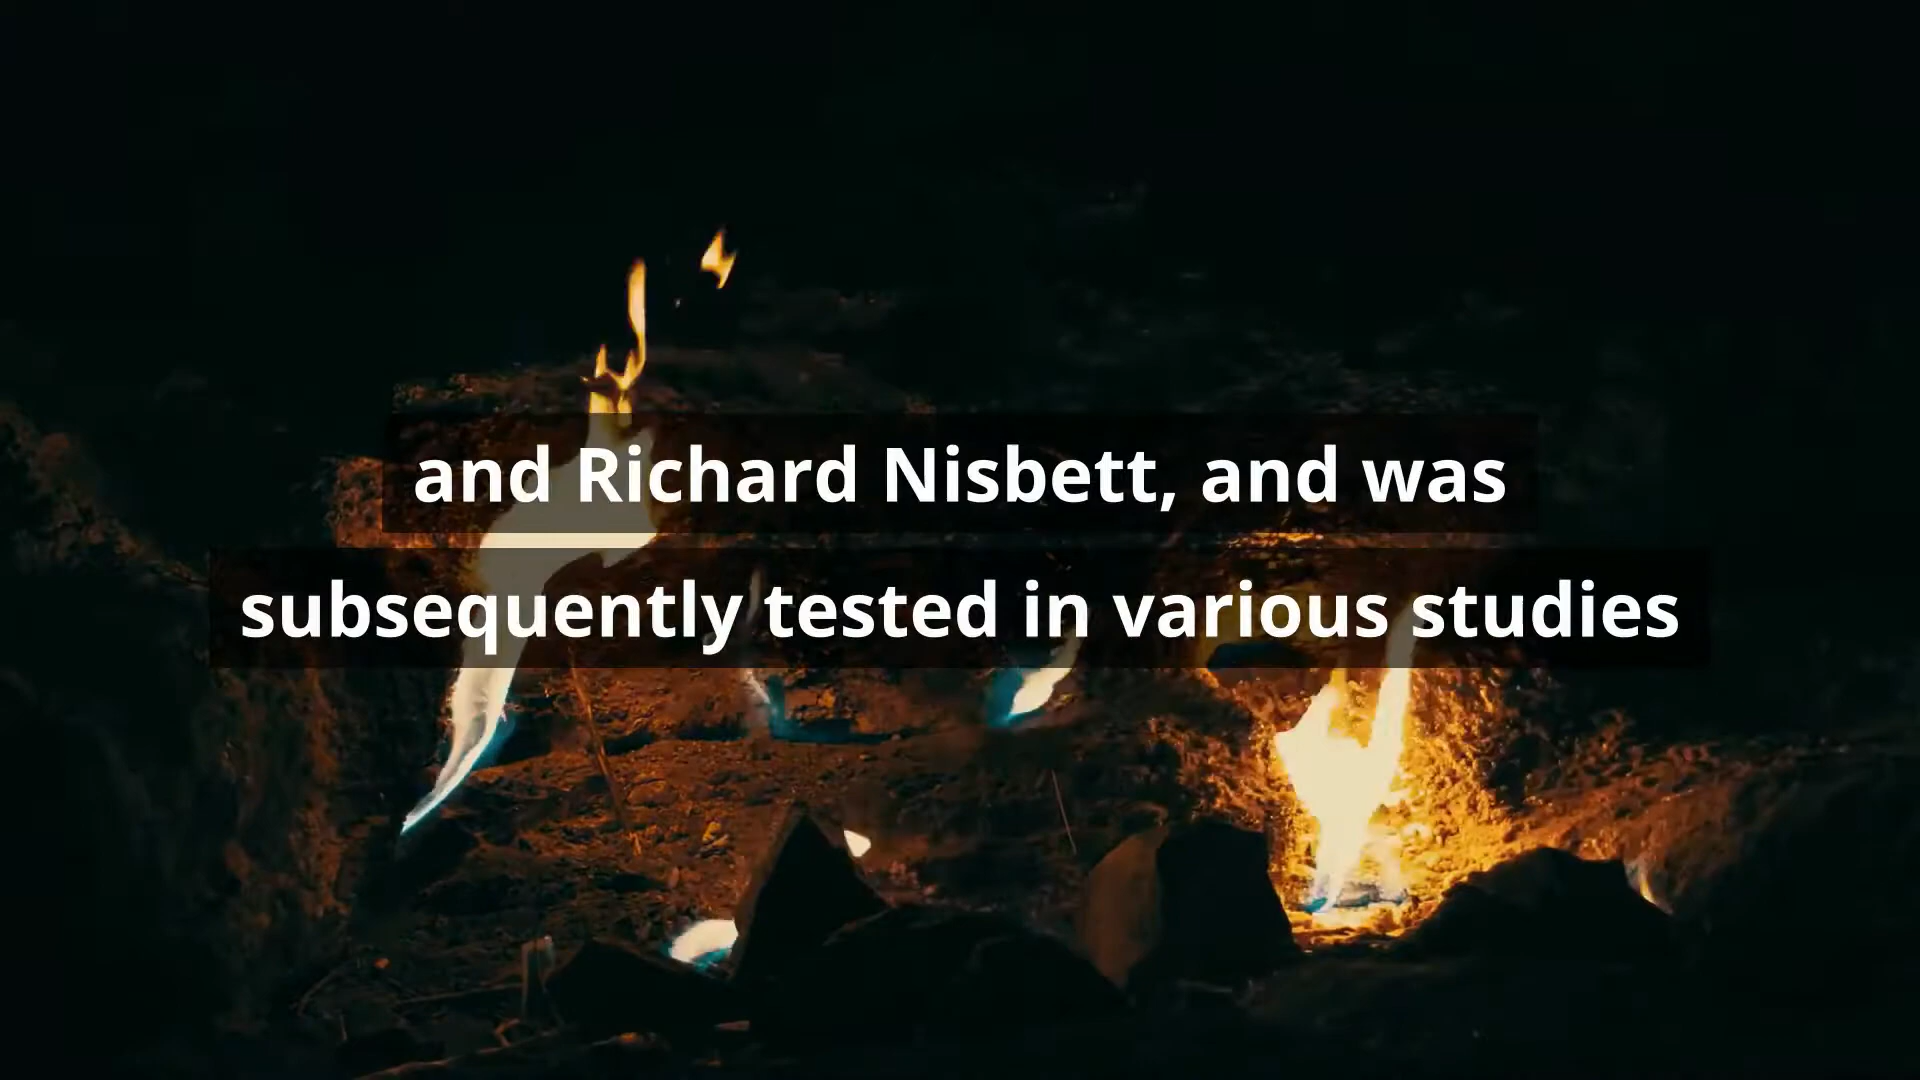 and Richard Nisbett, and was
subsequently tested in various studies